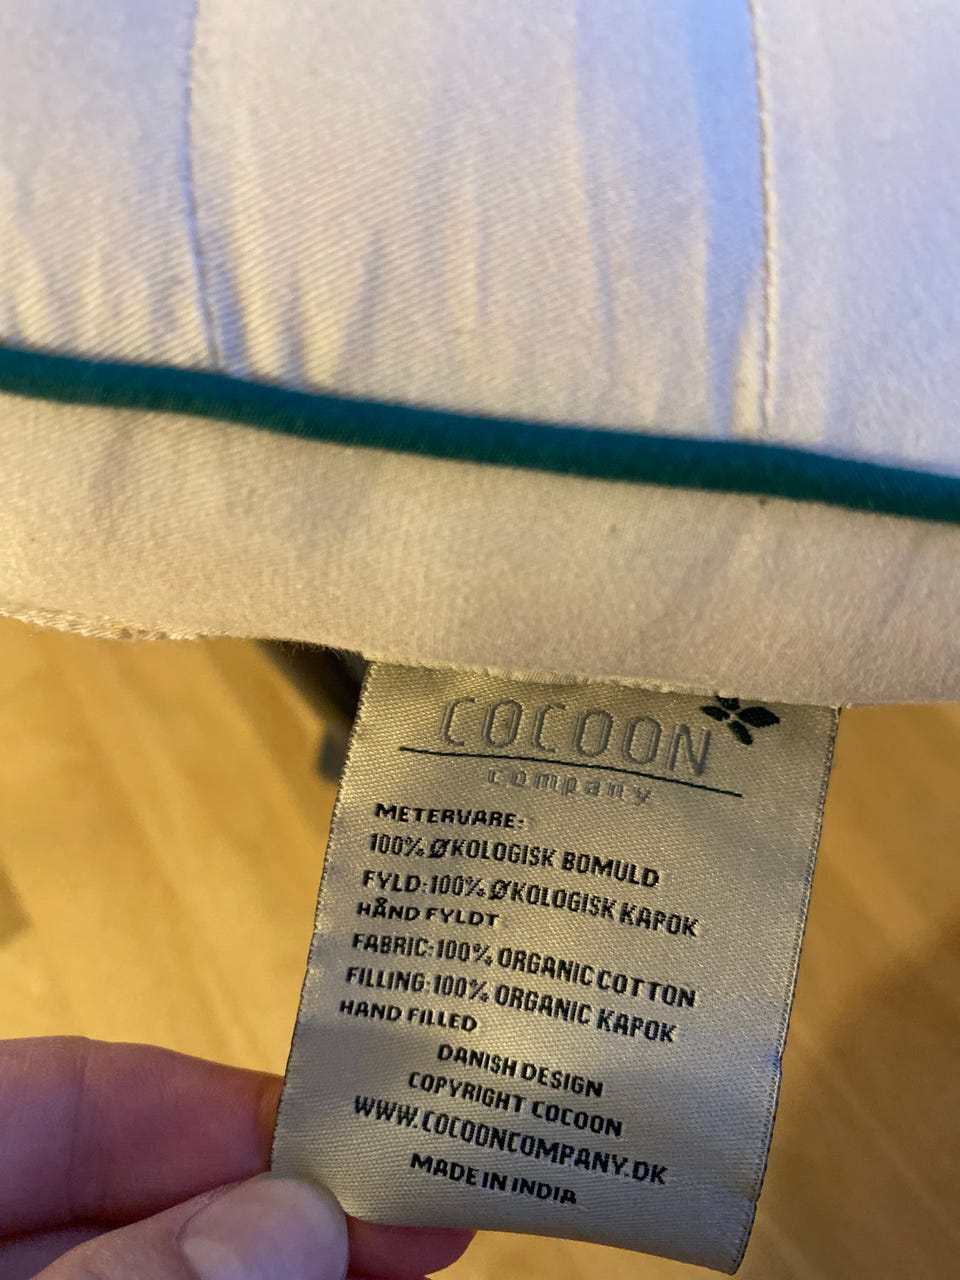 COCOON
company
METERVARE:
100% ØKOLOGISK BOMULD
FYLD:100% ØKOLOGISK KAPOK
HÅND FYLDT
FABRIC:100% ORGANIC COTTON
FILLING:100% ORGANIC KAPOK
HAND FILLED
DANISH DESIGN
COPYRIGHT COCOON
WWW.COCOONCOMPANY.DK
MADE IN INDIA